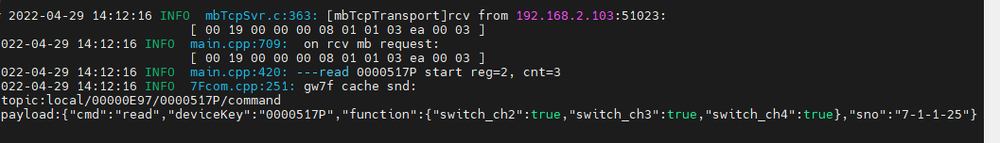 2022-04-29 14:12:16 INFO  mbTcpSvr.c:363: [mbTcpTransport]rcv from 192.168.2.103:51023:
[ 00 19 00 00 00 08 01 01 03 ea 00 03 ]
022-04-29 14:12:16 INFO  main.cpp:709:  on rcv mb request:
[ 00 19 00 00 00 08 01 01 03 ea 00 03 ]
022-04-29 14:12:16 INFO  main.cpp:420: ---read 0000517P start reg=2, cnt=3
022-04-29 14:12:16 INFO  7Fcom.cpp:251: gw7f cache snd:
topic:local/00000E97/0000517P/command
payload:{"cmd":"read","deviceKey":"0000517P","function":{"switch_ch2":true,"switch_ch3":true,"switch_ch4":true},"sno":"7-1-1-25"}